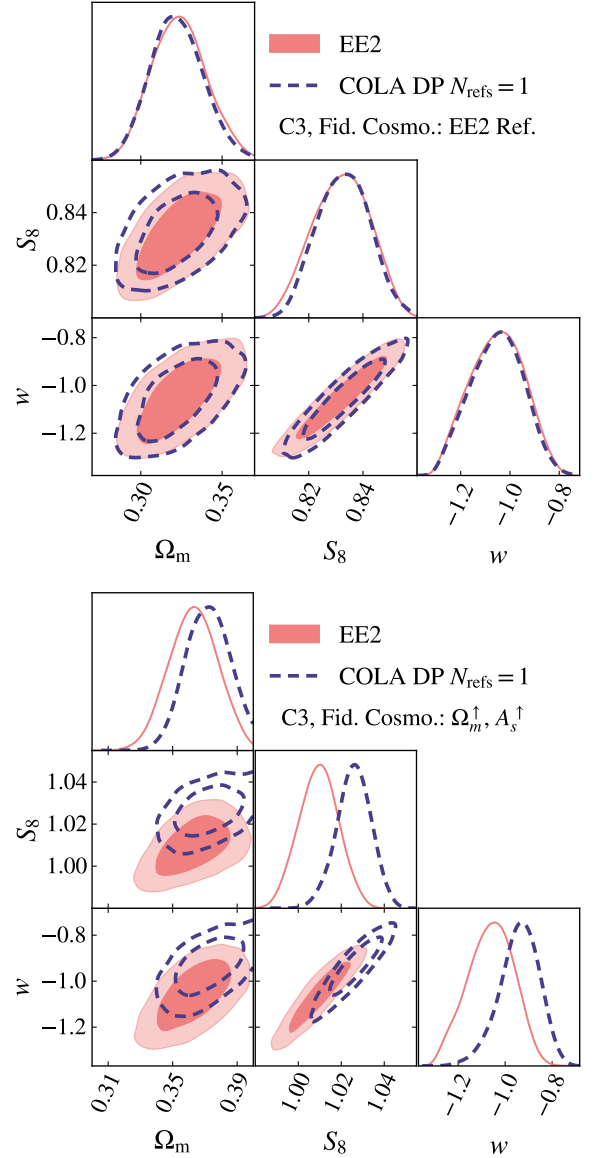 EE2
COLA DP N_refs = 1
C3, Fid. Cosmo.: EE2 Ref.
S_8
0.84
0.82
w
−0.8
−1.0
−1.2
0.30
0.35
0.82
0.84
−1.2
−1.0
−0.8
Ω_m
S_8
w
EE2
COLA DP N_refs = 1
C3, Fid. Cosmo.: Ω_m^↑, A_s^↑
S_8
1.04
1.02
1.00
w
−0.8
−1.0
−1.2
0.31
0.35
0.39
1.00
1.02
1.04
−1.2
−1.0
−0.8
Ω_m
S_8
w